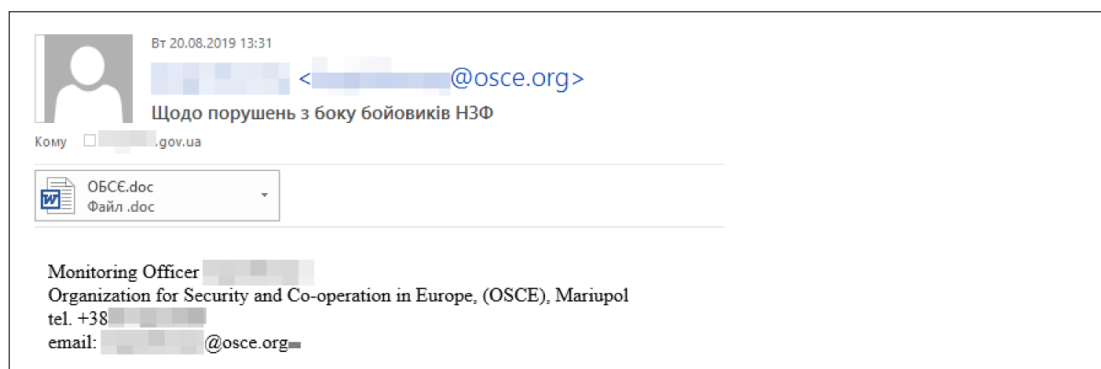 Вт 20.08.2019 13:31
< @osce.org>
Щодо порушень з боку бойовиків НЗФ
Кому .gov.ua
ОБСЄ.doc
Файл .doc
Monitoring Officer
Organization for Security and Co-operation in Europe, (OSCE), Mariupol
tel. +38
email: @osce.org